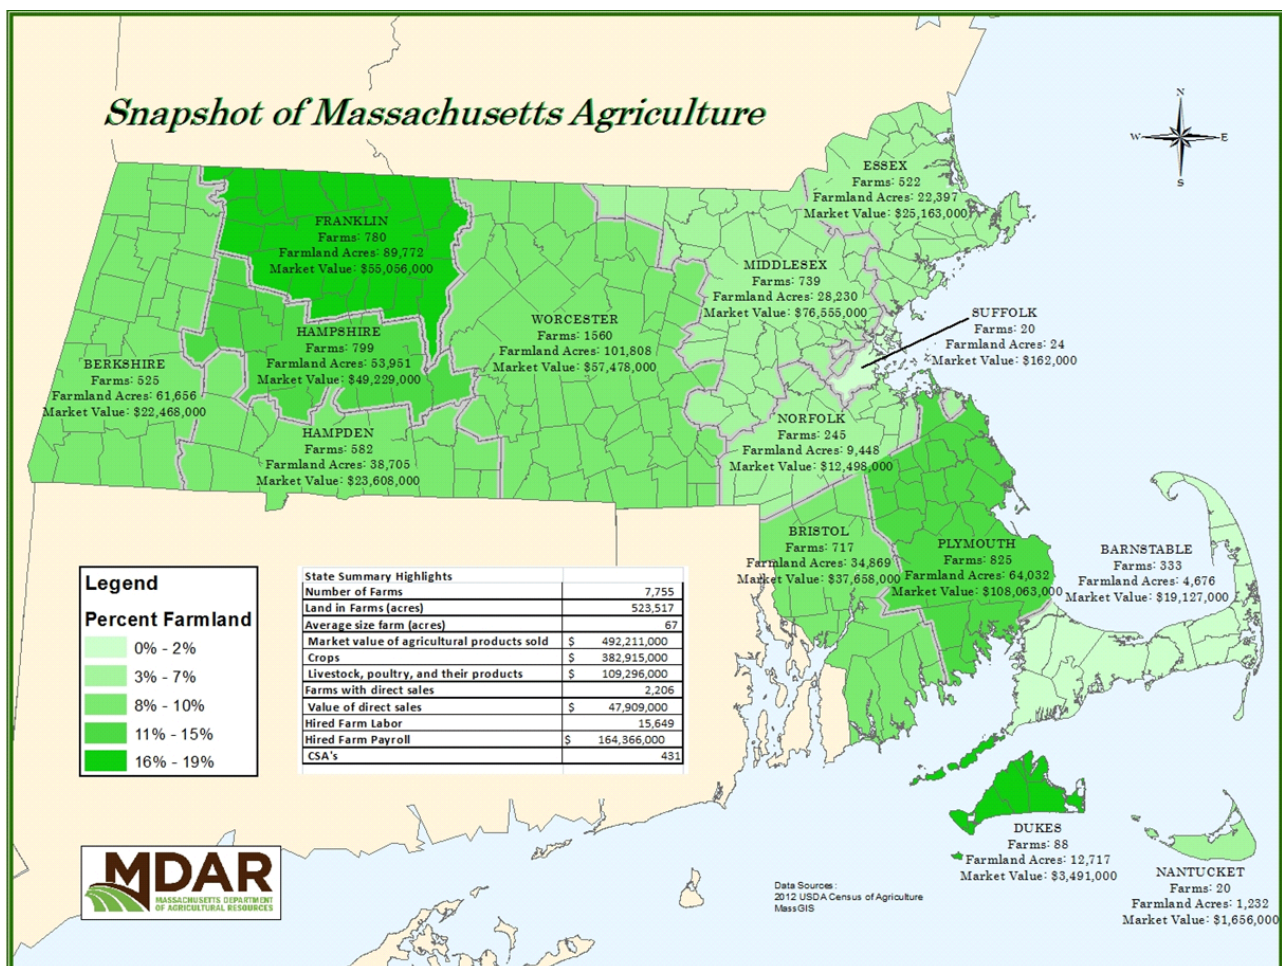 Snapshot of Massachusetts Agriculture
N
W
E
S
ESSEX
Farms: 522
Farmland Acres: 22,397
Market Value: $25,163,000
FRANKLIN
Farms: 780
Farmland Acres: 89,772
Market Value: $55,056,000
MIDDLESEX
Farms: 739
Farmland Acres: 28,230
Market Value: $76,555,000
SUFFOLK
Farms: 20
Farmland Acres: 24
Market Value: $162,000
WORCESTER
Farms: 1560
Farmland Acres: 101,808
Market Value: $57,478,000
HAMPSHIRE
Farms: 799
Farmland Acres: 53,951
Market Value: $49,229,000
BERKSHIRE
Farms: 525
Farmland Acres: 61,656
Market Value: $22,468,000
HAMPDEN
Farms: 582
Farmland Acres: 38,705
Market Value: $23,608,000
NORFOLK
Farms: 245
Farmland Acres: 9,448
Market Value: $12,498,000
BRISTOL
Farms: 717
Farmland Acres: 34,869
Market Value: $37,658,000
PLYMOUTH
Farms: 825
Farmland Acres: 64,032
Market Value: $108,063,000
BARNSTABLE
Farms: 333
Farmland Acres: 4,676
Market Value: $19,127,000
Legend
Percent Farmland
0% - 2%
3% - 7%
8% - 10%
11% - 15%
16% - 19%
State Summary Highlights
Number of Farms 7,755
Land in Farms (acres) 523,517
Average size farm (acres) 67
Market value of agricultural products sold $ 492,211,000
Crops $ 382,915,000
Livestock, poultry, and their products $ 109,296,000
Farms with direct sales 2,206
Value of direct sales $ 47,909,000
Hired Farm Labor 15,649
Hired Farm Payroll $ 164,366,000
CSA's 431
DUKES
Farms: 88
Farmland Acres: 12,717
Market Value: $3,491,000
NANTUCKET
Farms: 20
Farmland Acres: 1,232
Market Value: $1,656,000
MDAR
MASSACHUSETTS DEPARTMENT
OF AGRICULTURAL RESOURCES
Data Sources:
2012 USDA Census of Agriculture
MassGIS